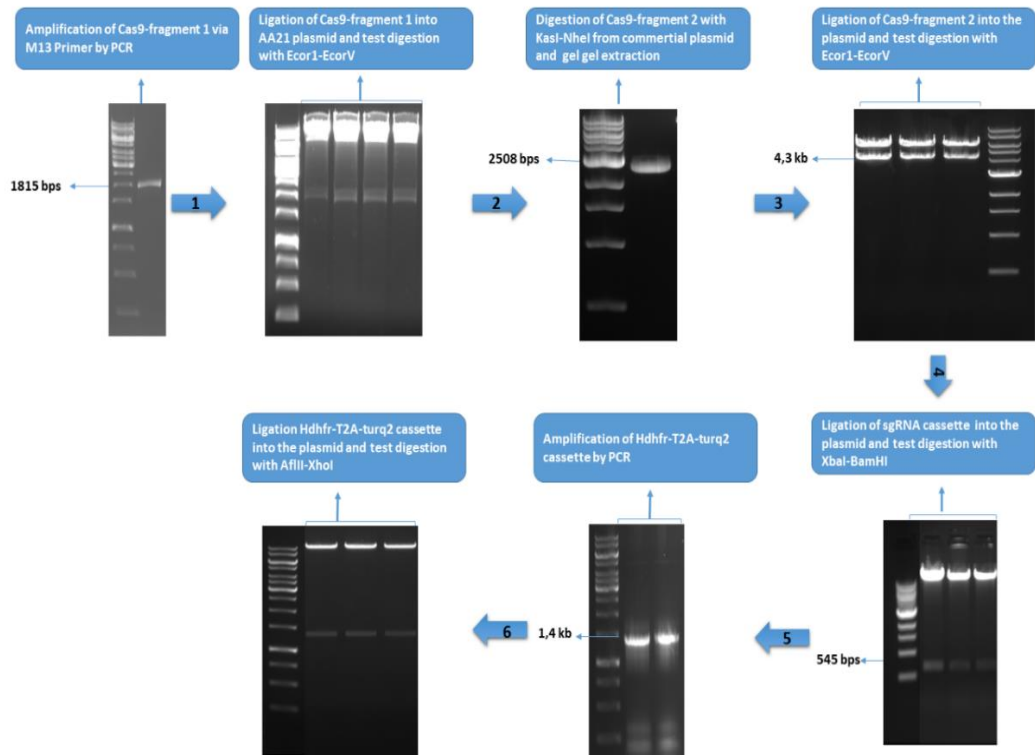 Amplification of Cas9-fragment 1 via
M13 Primer by PCR
Ligation of Cas9-fragment 1 into
AA21 plasmid and test digestion
with Ecor1-EcorV
Digestion of Cas9-fragment 2 with
KasI-NheI from commertial plasmid
and gel gel extraction
Ligation of Cas9-fragment 2 into the
plasmid and test digestion with
Ecor1-EcorV
1815 bps
1
2508 bps
2
4,3 kb
3
4
Ligation Hdhfr-T2A-turq2 cassette
into the plasmid and test digestion
with AflII-XhoI
Amplification of Hdhfr-T2A-turq2
cassette by PCR
Ligation of sgRNA cassette into the
plasmid and test digestion with
XbaI-BamHI
6
1,4 kb
5
545 bps